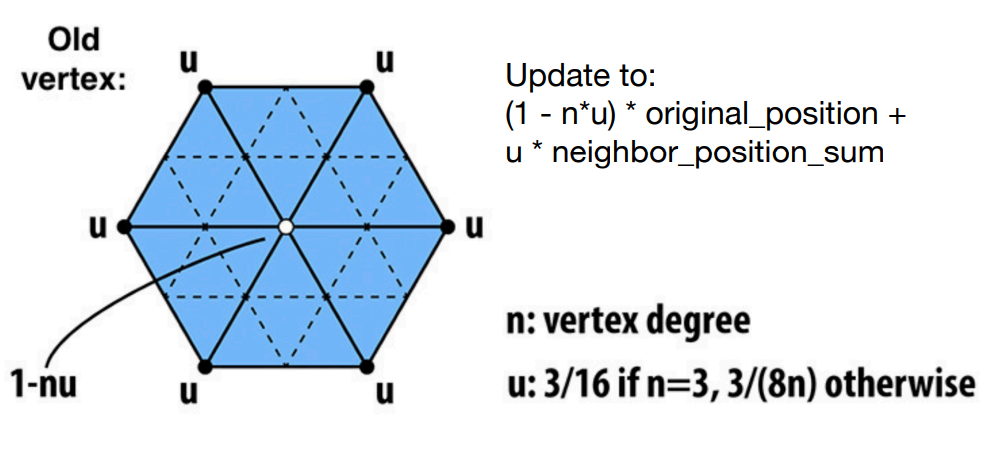 Old
vertex:
u
u
Update to:
(1 - n*u) * original_position +
u * neighbor_position_sum
u
u
n: vertex degree
1-nu
u
u
u: 3/16 if n=3, 3/(8n) otherwise